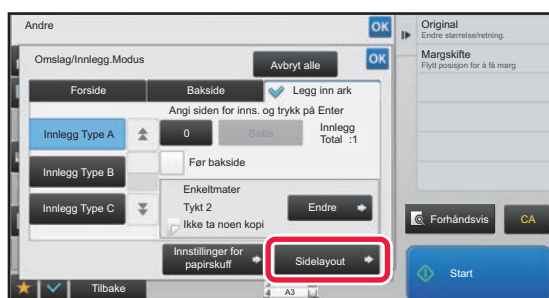 Andre
OK
Omslag/Innlegg.Modus
Avbryt alle
OK
Forside
Bakside
Legg inn ark
Angi siden for inns. og trykk på Enter
Innlegg Type A
0
Sette
Innlegg
Total :1
Før bakside
Innlegg Type B
Innlegg Type C
Enkeltmater
Tykt 2
Ikke ta noen kopi
Endre
Innstillinger for
papirskuff
Sidelayout
Tilbake
4 A3
Original
Endre størrelse/retning.
Margskifte
Flytt posisjon for å få marg
Forhåndsvis
CA
Start